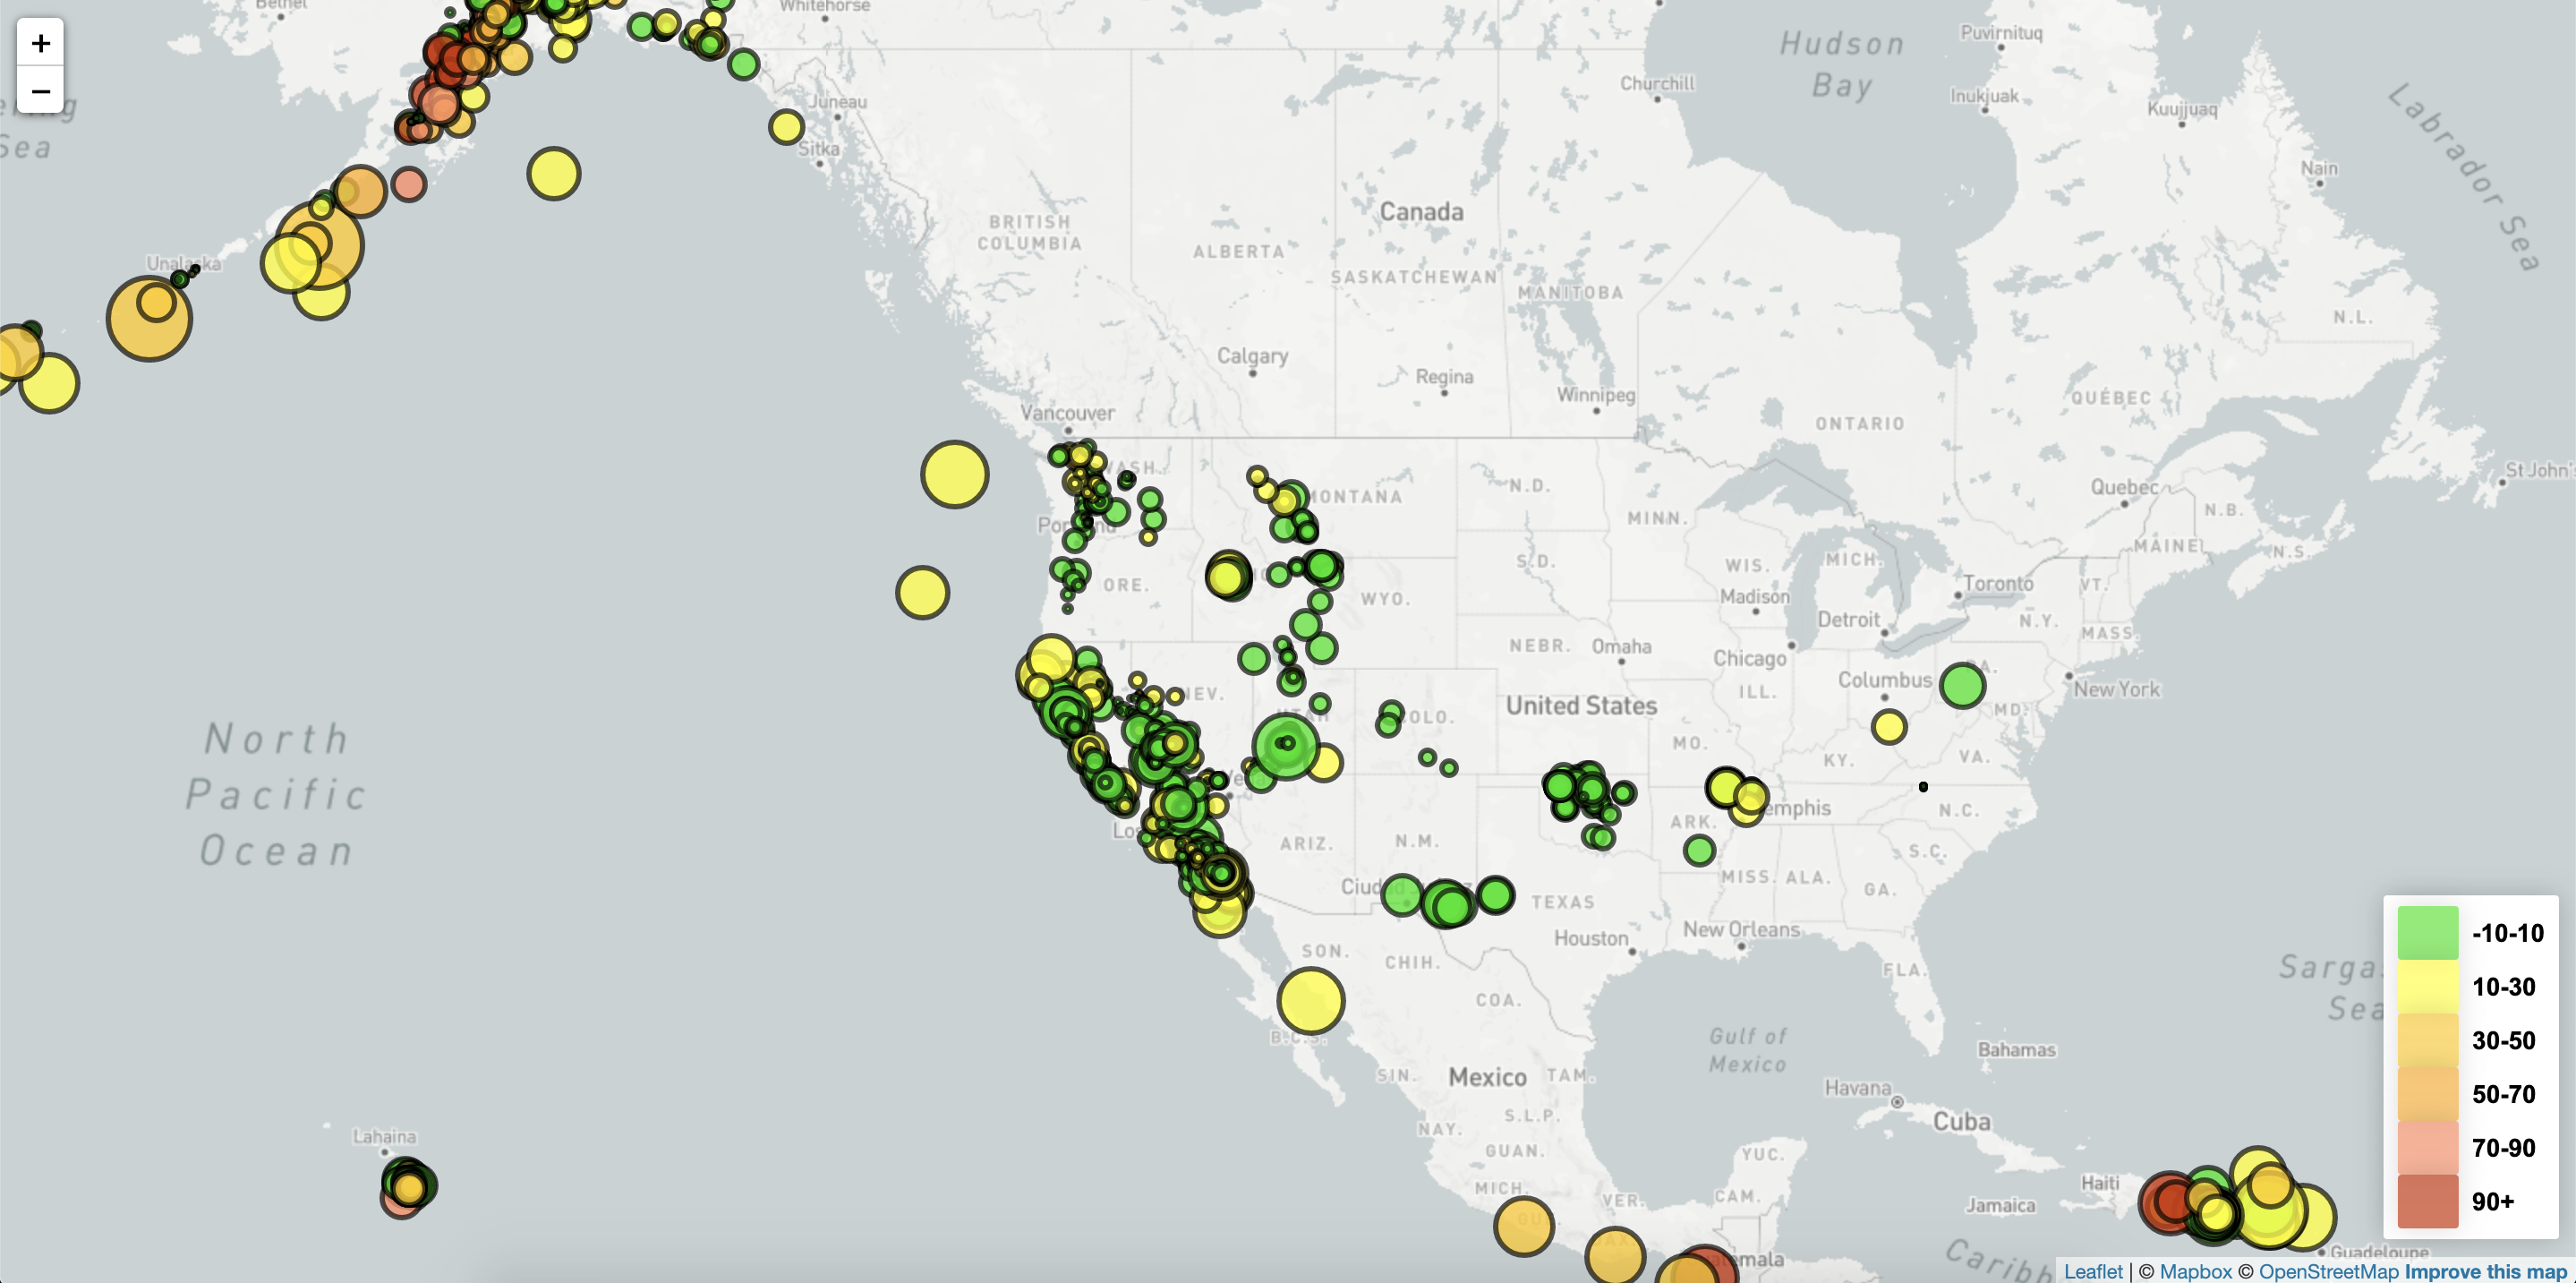 Bethel
Whitehorse
+
−
Sea
Juneau
Sitka
Unalaska
Hudson
Bay
Puvirnituq
Churchill
Inukjuak
Kuujjuaq
Labrador Sea
Nain
BRITISH
COLUMBIA
Canada
ALBERTA
SASKATCHEWAN
MANITOBA
N.L.
Calgary
Regina
Winnipeg
QUÉBEC
ONTARIO
Vancouver
WASH.
MONTANA
N.D.
MINN.
Quebec
N.B.
St John's
Portland
MAINE
N.S.
ORE.
S.D.
WIS.
MICH.
Toronto
VT.
WYO.
Madison
Detroit
N.Y.
MASS.
NEBR.
Omaha
Chicago
NEV.
Columbus
PA.
New York
United States
ILL.
UTAH
COLO.
MD.
North
Pacific
Ocean
MO.
KY.
VA.
Memphis
N.C.
Los
ARIZ.
N.M.
ARK.
S.C.
MISS.
ALA.
GA.
Ciudad Juárez
TEXAS
Houston
New Orleans
SON.
CHIH.
FLA.
COA.
B.C.S.
Gulf of
Mexico
Bahamas
SIN.
Mexico
TAM.
Havana
Cuba
S.L.P.
NAY.
GUAN.
YUC.
Lahaina
MICH.
VER.
CAM.
Haiti
Jamaica
Guadeloupe
-10-10
10-30
30-50
50-70
70-90
90+
Leaflet | © Mapbox © OpenStreetMap Improve this map